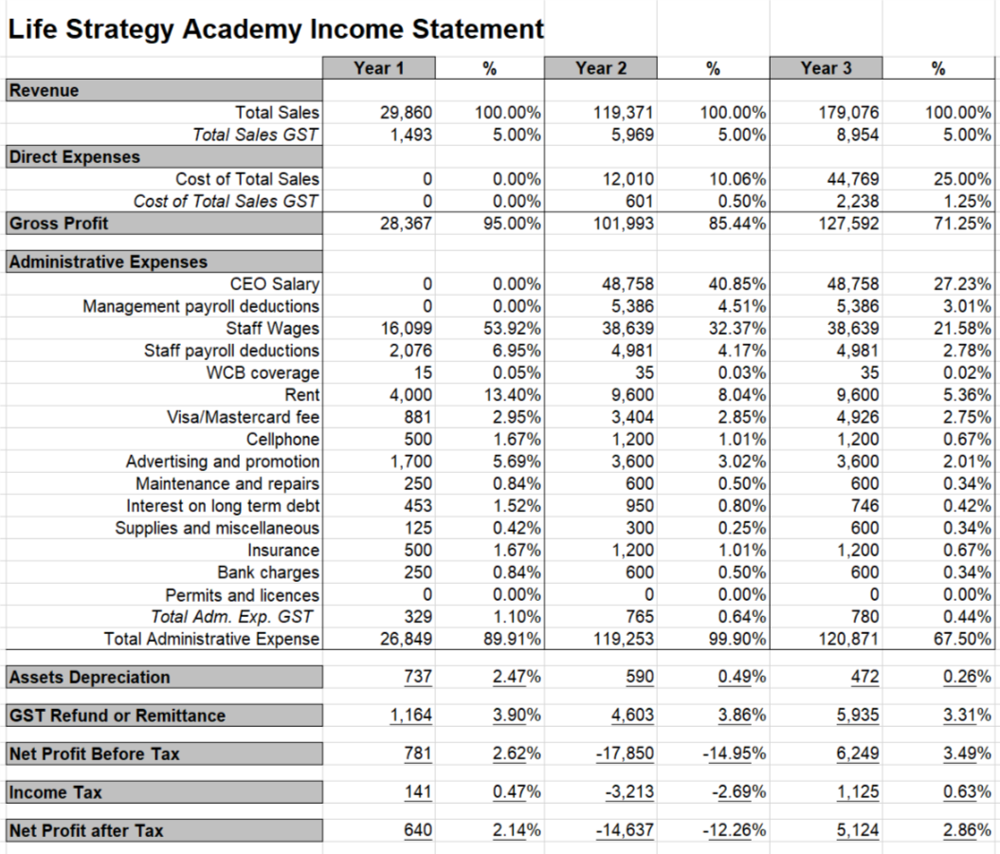 Life Strategy Academy Income Statement
Year 1 % Year 2 % Year 3 %
Revenue
Total Sales 29,860 100.00% 119,371 100.00% 179,076 100.00%
Total Sales GST 1,493 5.00% 5,969 5.00% 8,954 5.00%
Direct Expenses
Cost of Total Sales 0 0.00% 12,010 10.06% 44,769 25.00%
Cost of Total Sales GST 0 0.00% 601 0.50% 2,238 1.25%
Gross Profit 28,367 95.00% 101,993 85.44% 127,592 71.25%
Administrative Expenses
CEO Salary 0 0.00% 48,758 40.85% 48,758 27.23%
Management payroll deductions 0 0.00% 5,386 4.51% 5,386 3.01%
Staff Wages 16,099 53.92% 38,639 32.37% 38,639 21.58%
Staff payroll deductions 2,076 6.95% 4,981 4.17% 4,981 2.78%
WCB coverage 15 0.05% 35 0.03% 35 0.02%
Rent 4,000 13.40% 9,600 8.04% 9,600 5.36%
Visa/Mastercard fee 881 2.95% 3,404 2.85% 4,926 2.75%
Cellphone 500 1.67% 1,200 1.01% 1,200 0.67%
Advertising and promotion 1,700 5.69% 3,600 3.02% 3,600 2.01%
Maintenance and repairs 250 0.84% 600 0.50% 600 0.34%
Interest on long term debt 453 1.52% 950 0.80% 746 0.42%
Supplies and miscellaneous 125 0.42% 300 0.25% 600 0.34%
Insurance 500 1.67% 1,200 1.01% 1,200 0.67%
Bank charges 250 0.84% 600 0.50% 600 0.34%
Permits and licences 0 0.00% 0 0.00% 0 0.00%
Total Adm. Exp. GST 329 1.10% 765 0.64% 780 0.44%
Total Administrative Expense 26,849 89.91% 119,253 99.90% 120,871 67.50%
Assets Depreciation 737 2.47% 590 0.49% 472 0.26%
GST Refund or Remittance 1,164 3.90% 4,603 3.86% 5,935 3.31%
Net Profit Before Tax 781 2.62% -17,850 -14.95% 6,249 3.49%
Income Tax 141 0.47% -3,213 -2.69% 1,125 0.63%
Net Profit after Tax 640 2.14% -14,637 -12.26% 5,124 2.86%